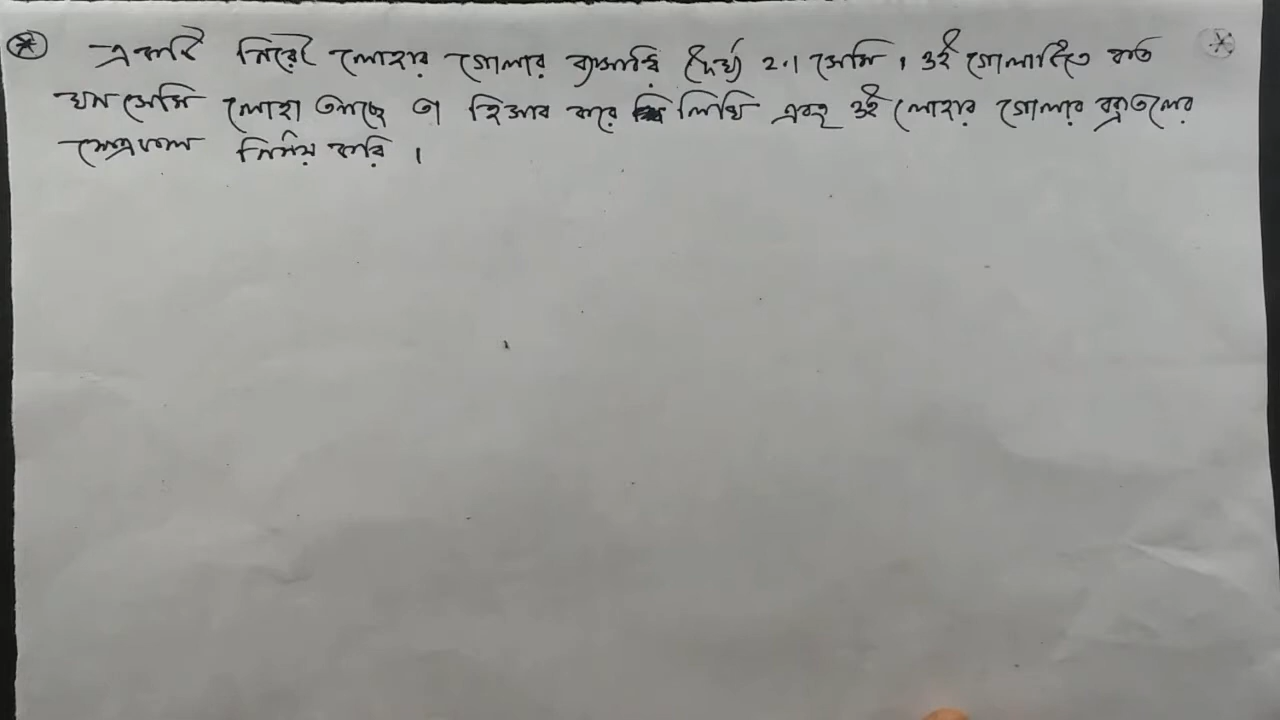 একটি নিরেট লোহার গোলার ব্যাসার্ধ দৈর্ঘ্য 2.1 সেমি। ওই গোলাটিতে কত
ঘন সেমি লোহা আছে তা হিসাব করে লিখি এবং ওই লোহার গোলার বক্রতলের
ক্ষেত্রফল নির্ণয় করি।